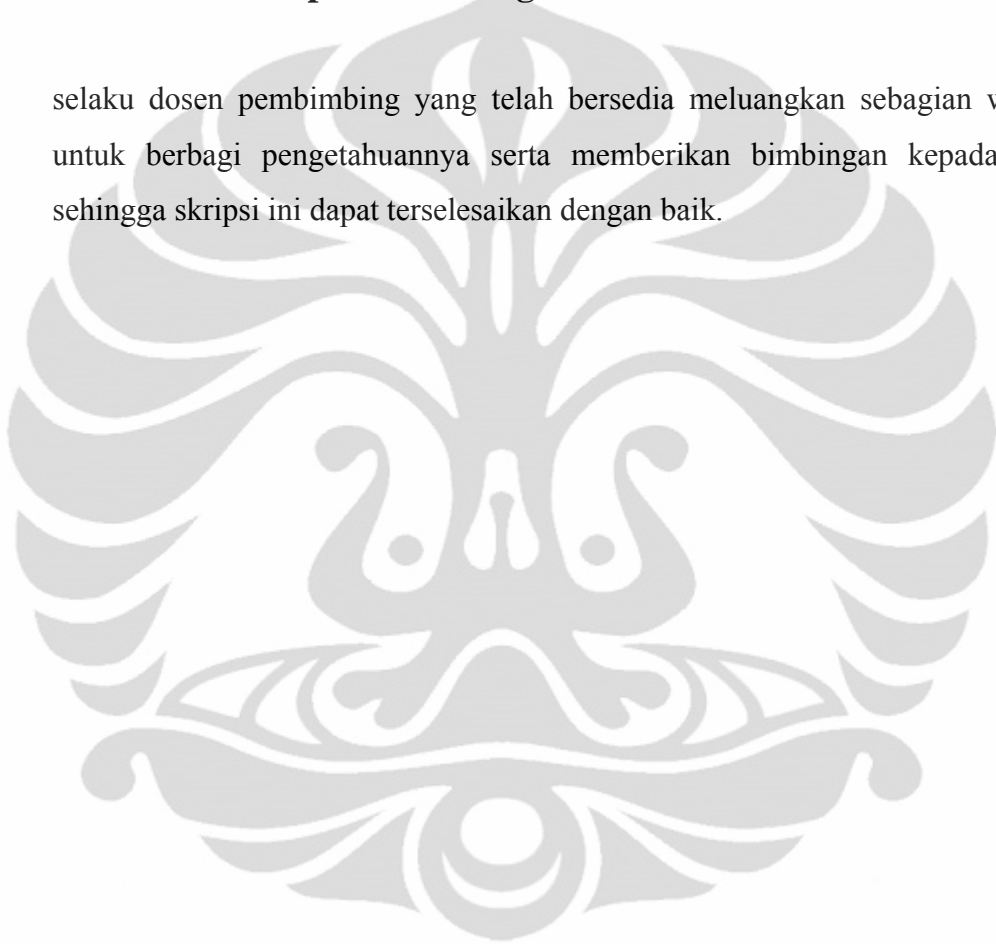 selaku dosen pembimbing yang telah bersedia meluangkan sebagian
untuk berbagi pengetahuannya serta memberikan bimbingan kepada
sehingga skripsi ini dapat terselesaikan dengan baik.